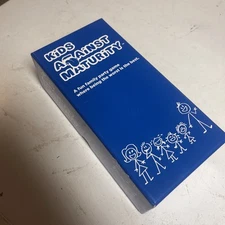 KiDS
AGAiNST
MATURiTY
A fun family party game
where being the worst is the best.